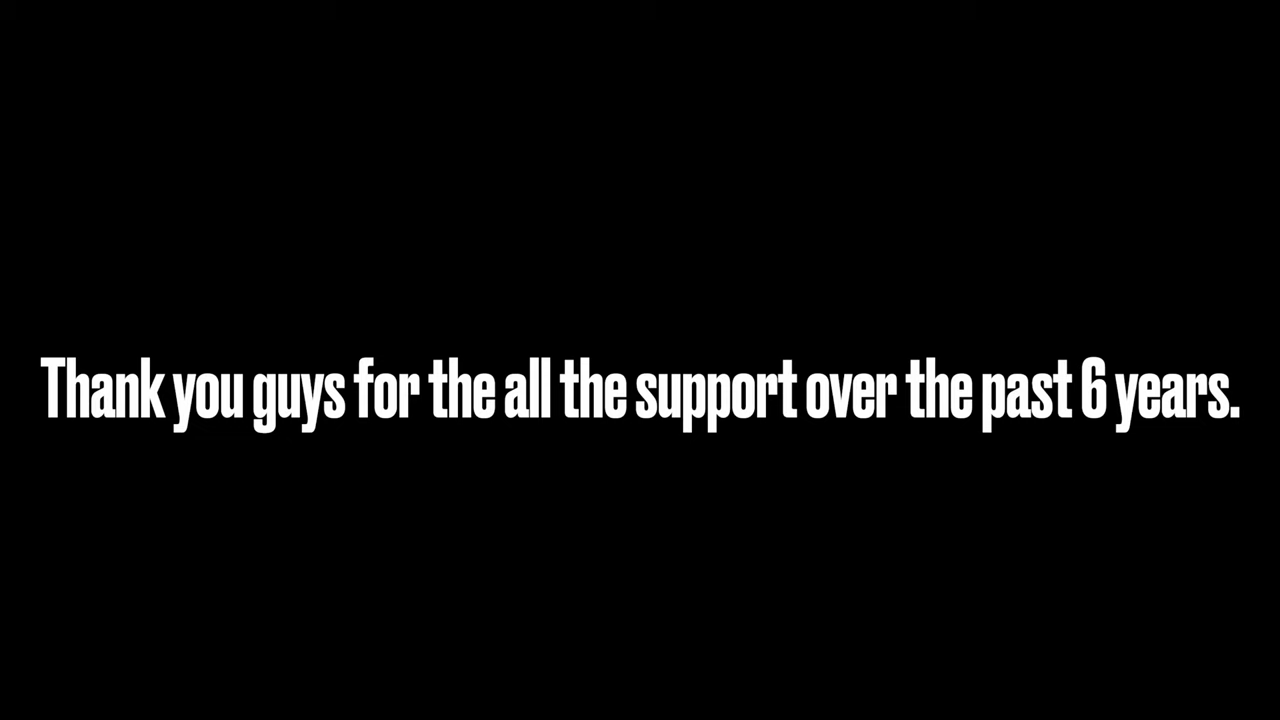 Thank you guys for the all the support over the past 6 years.